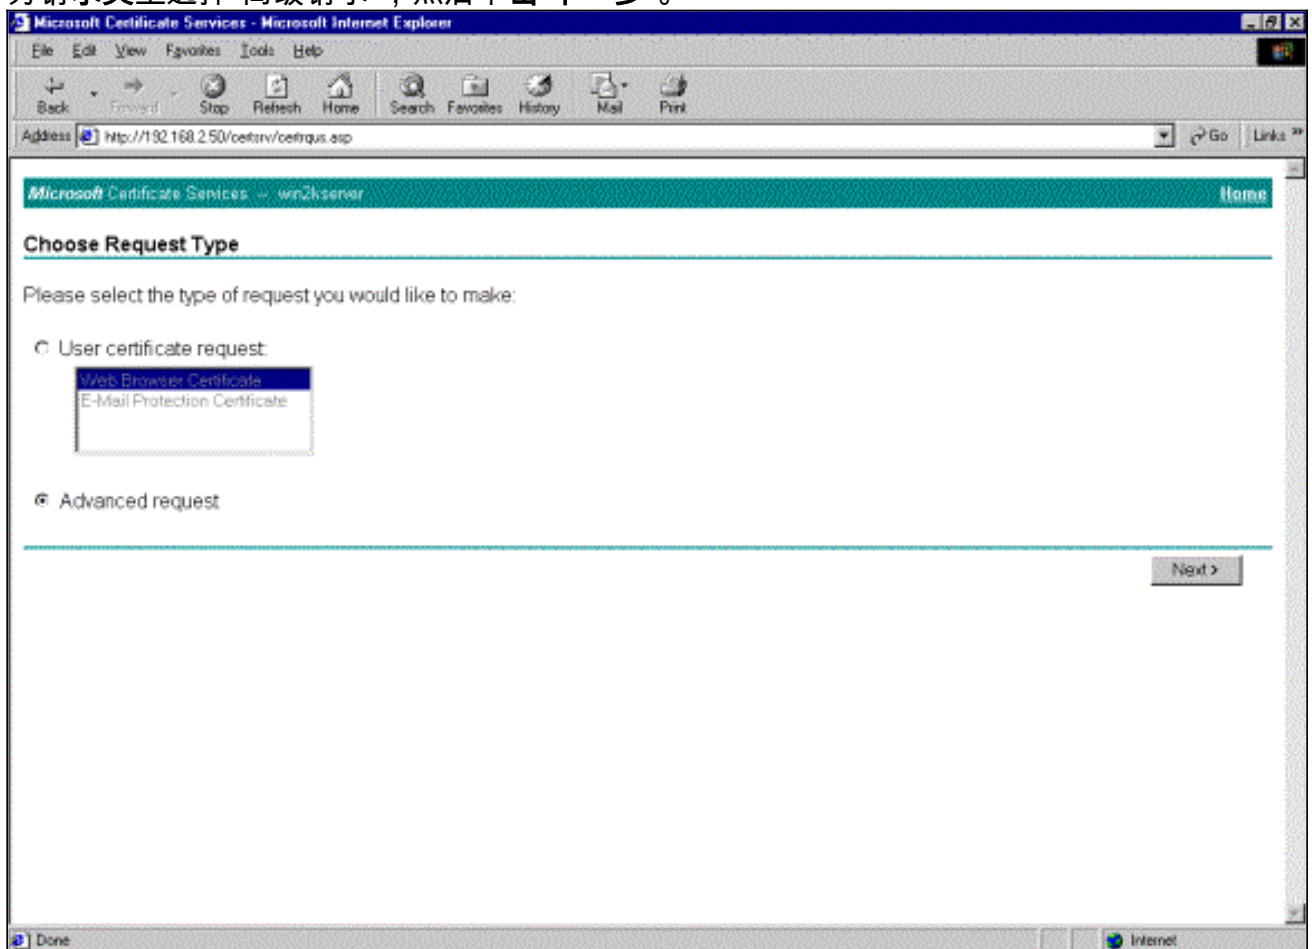 Microsoft Certificate Services - Microsoft Internet Explorer
File Edit View Favorites Tools Help
Back Forward Stop Refresh Home Search Favorites History Mail Print
Address http://192.168.2.50/certsrv/certrqus.asp Go Links »
Microsoft Certificate Services -- win2kserver Home
Choose Request Type
Please select the type of request you would like to make:
User certificate request:
Web Browser Certificate
E-Mail Protection Certificate
Advanced request
Next >
Done Internet